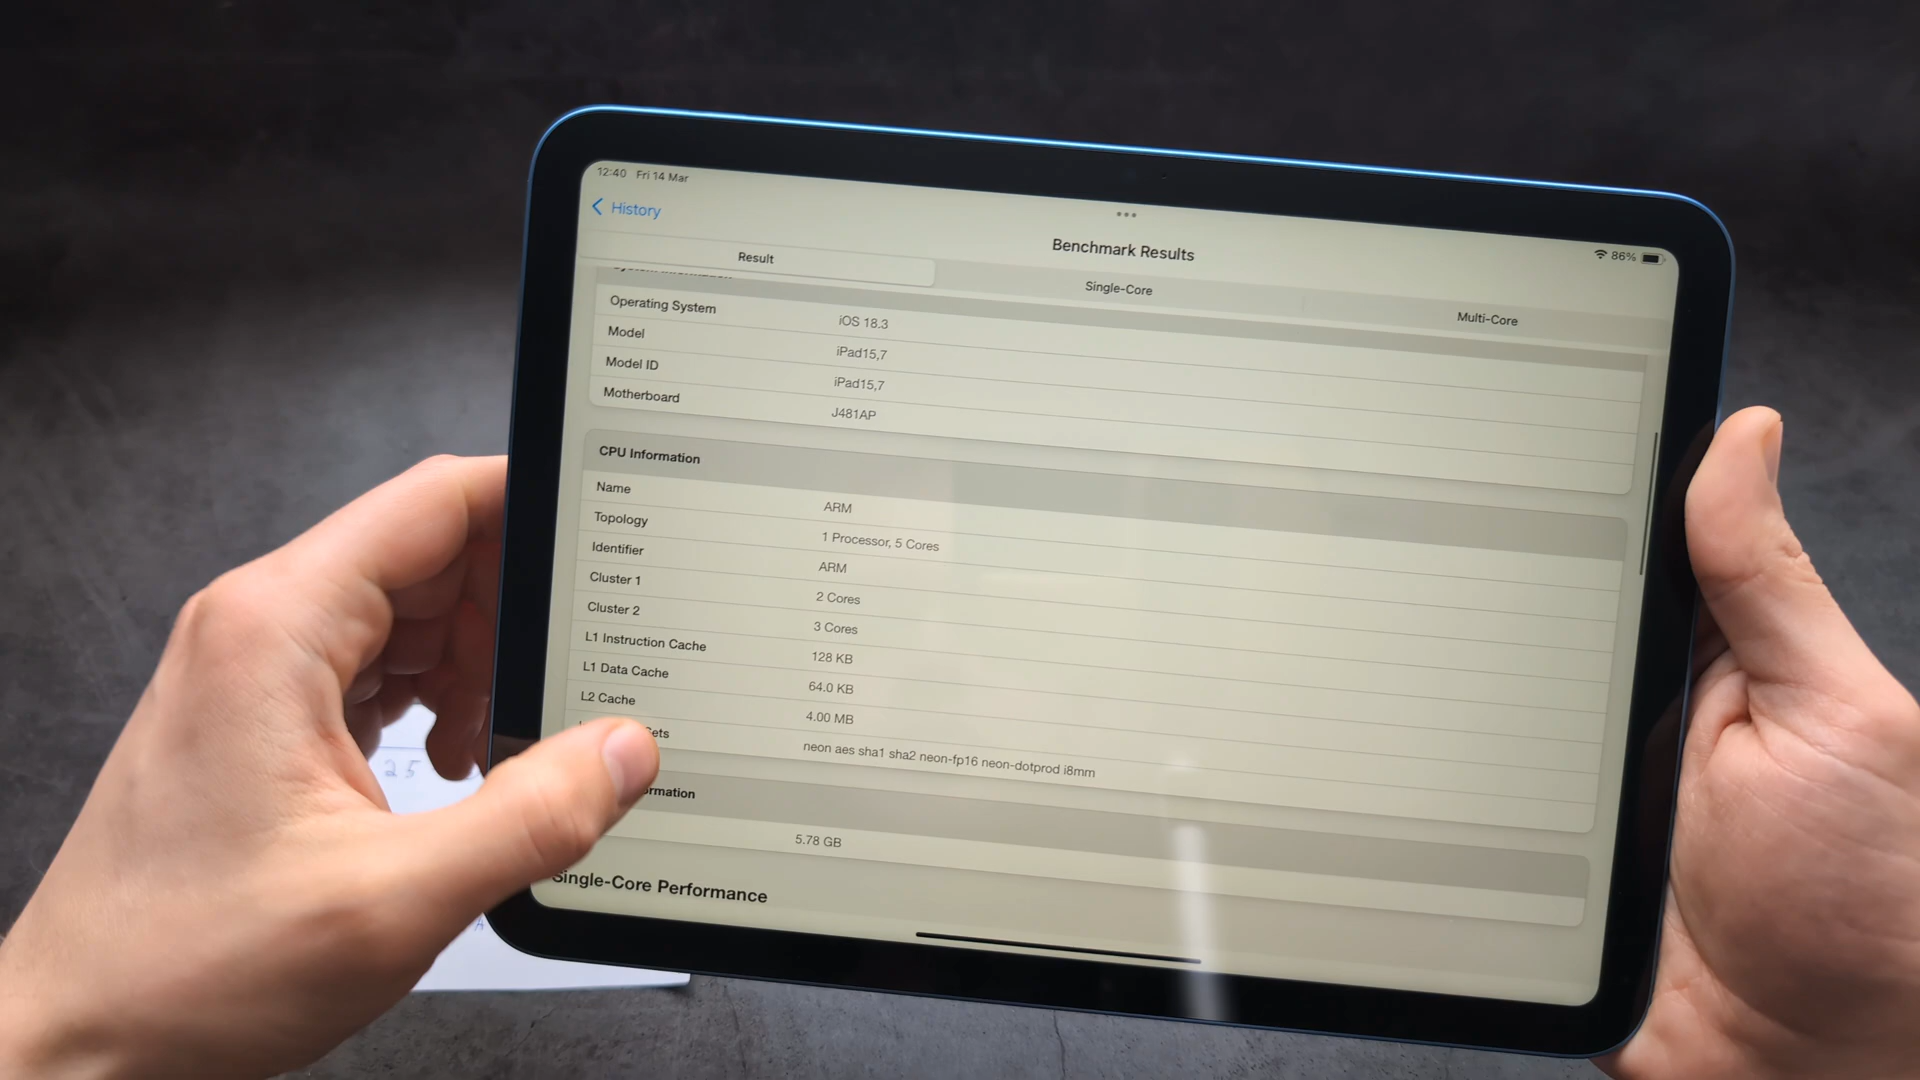 12:40 Fri 14 Mar
86%
History
Benchmark Results
Result
Single-Core
Multi-Core
Operating System iOS 18.3
Model iPad15,7
Model ID iPad15,7
Motherboard J481AP
CPU Information
Name ARM
Topology 1 Processor, 5 Cores
Identifier ARM
Cluster 1 2 Cores
Cluster 2 3 Cores
L1 Instruction Cache 128 KB
L1 Data Cache 64.0 KB
L2 Cache 4.00 MB
ets neon aes sha1 sha2 neon-fp16 neon-dotprod i8mm
rmation
5.78 GB
Single-Core Performance
25